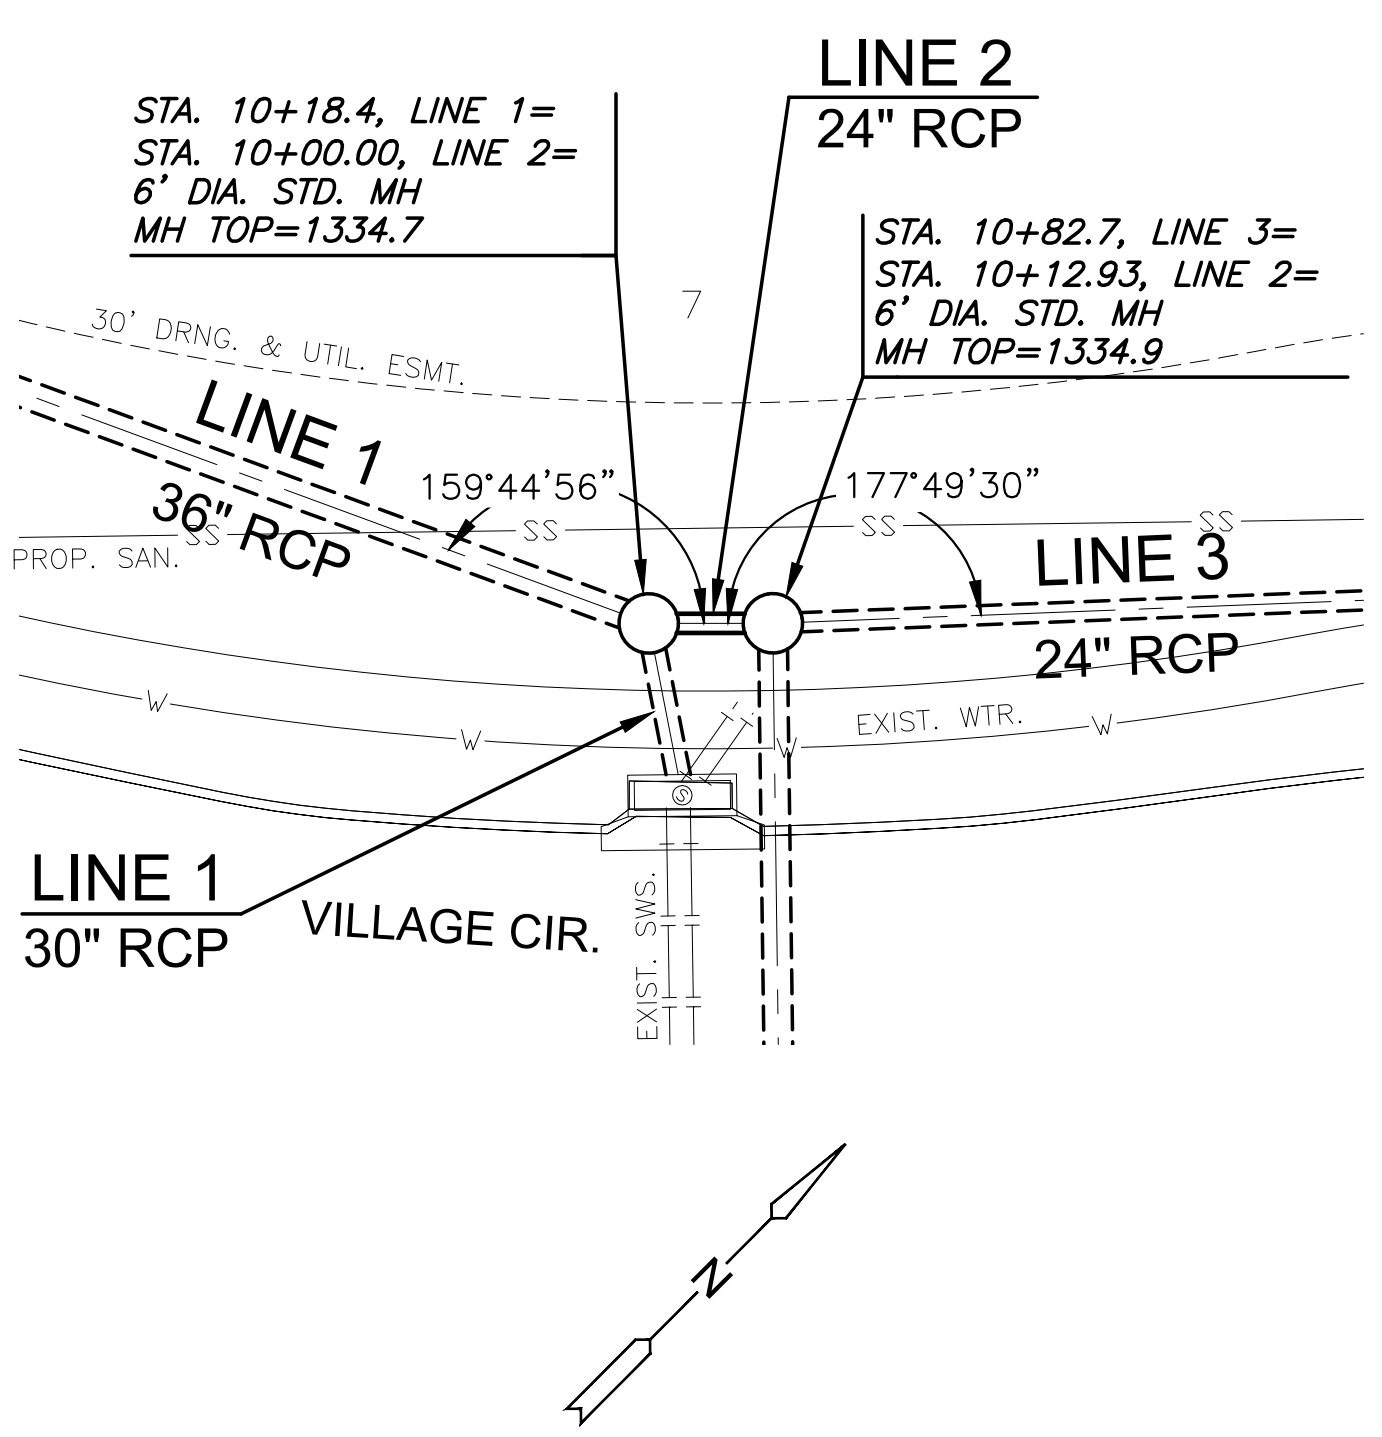 LINE 2
24" RCP
STA. 10+18.4, LINE 1=
STA. 10+00.00, LINE 2=
6' DIA. STD. MH
MH TOP=1334.7
STA. 10+82.7, LINE 3=
STA. 10+12.93, LINE 2=
6' DIA. STD. MH
MH TOP=1334.9
7
30' DRNG. & UTIL. ESMT.
LINE 1
36" RCP
159°44'56"
177°49'30"
SS
SS
SS
SS
PROP. SAN.
LINE 3
24" RCP
W
W
W
W
EXIST. WTR.
S
LINE 1
30" RCP
VILLAGE CIR.
EXIST. SWS.
N